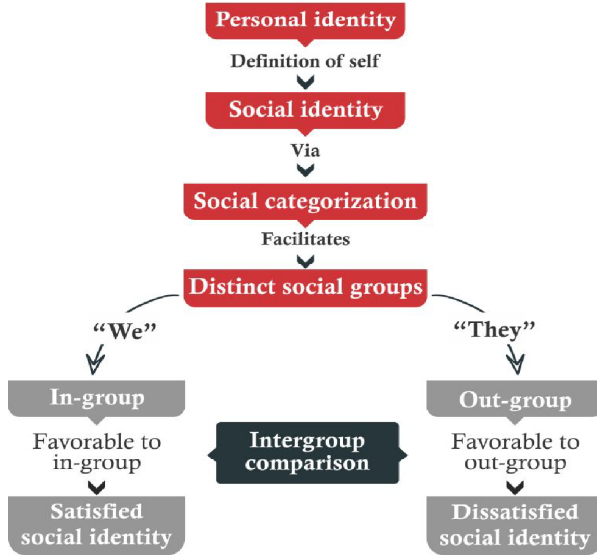 Personal identity
Definition of self
Social identity
Via
Social categorization
Facilitates
Distinct social groups
“We”
“They”
In-group
Out-group
Favorable to
in-group
Intergroup
comparison
Favorable to
out-group
Satisfied
social identity
Dissatisfied
social identity